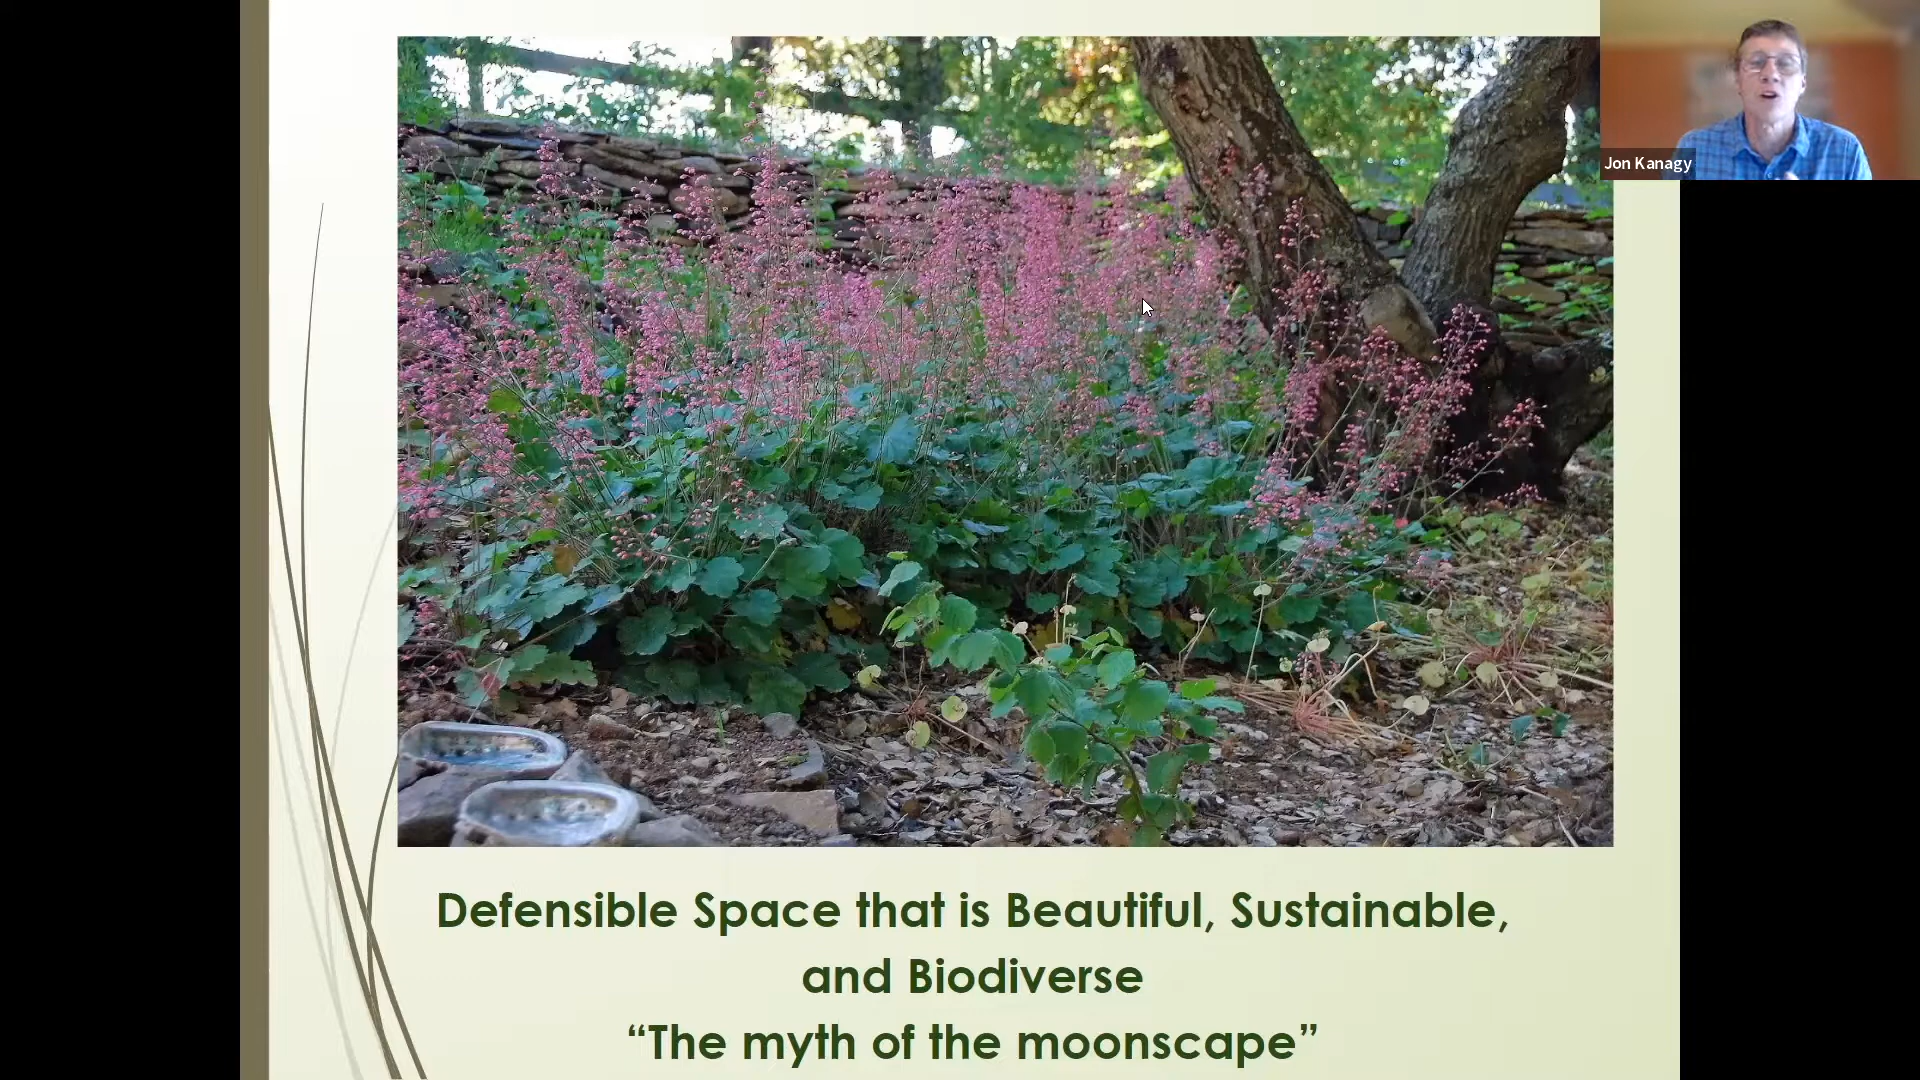 Jon Kanagy
Defensible Space that is Beautiful, Sustainable,
and Biodiverse
“The myth of the moonscape”